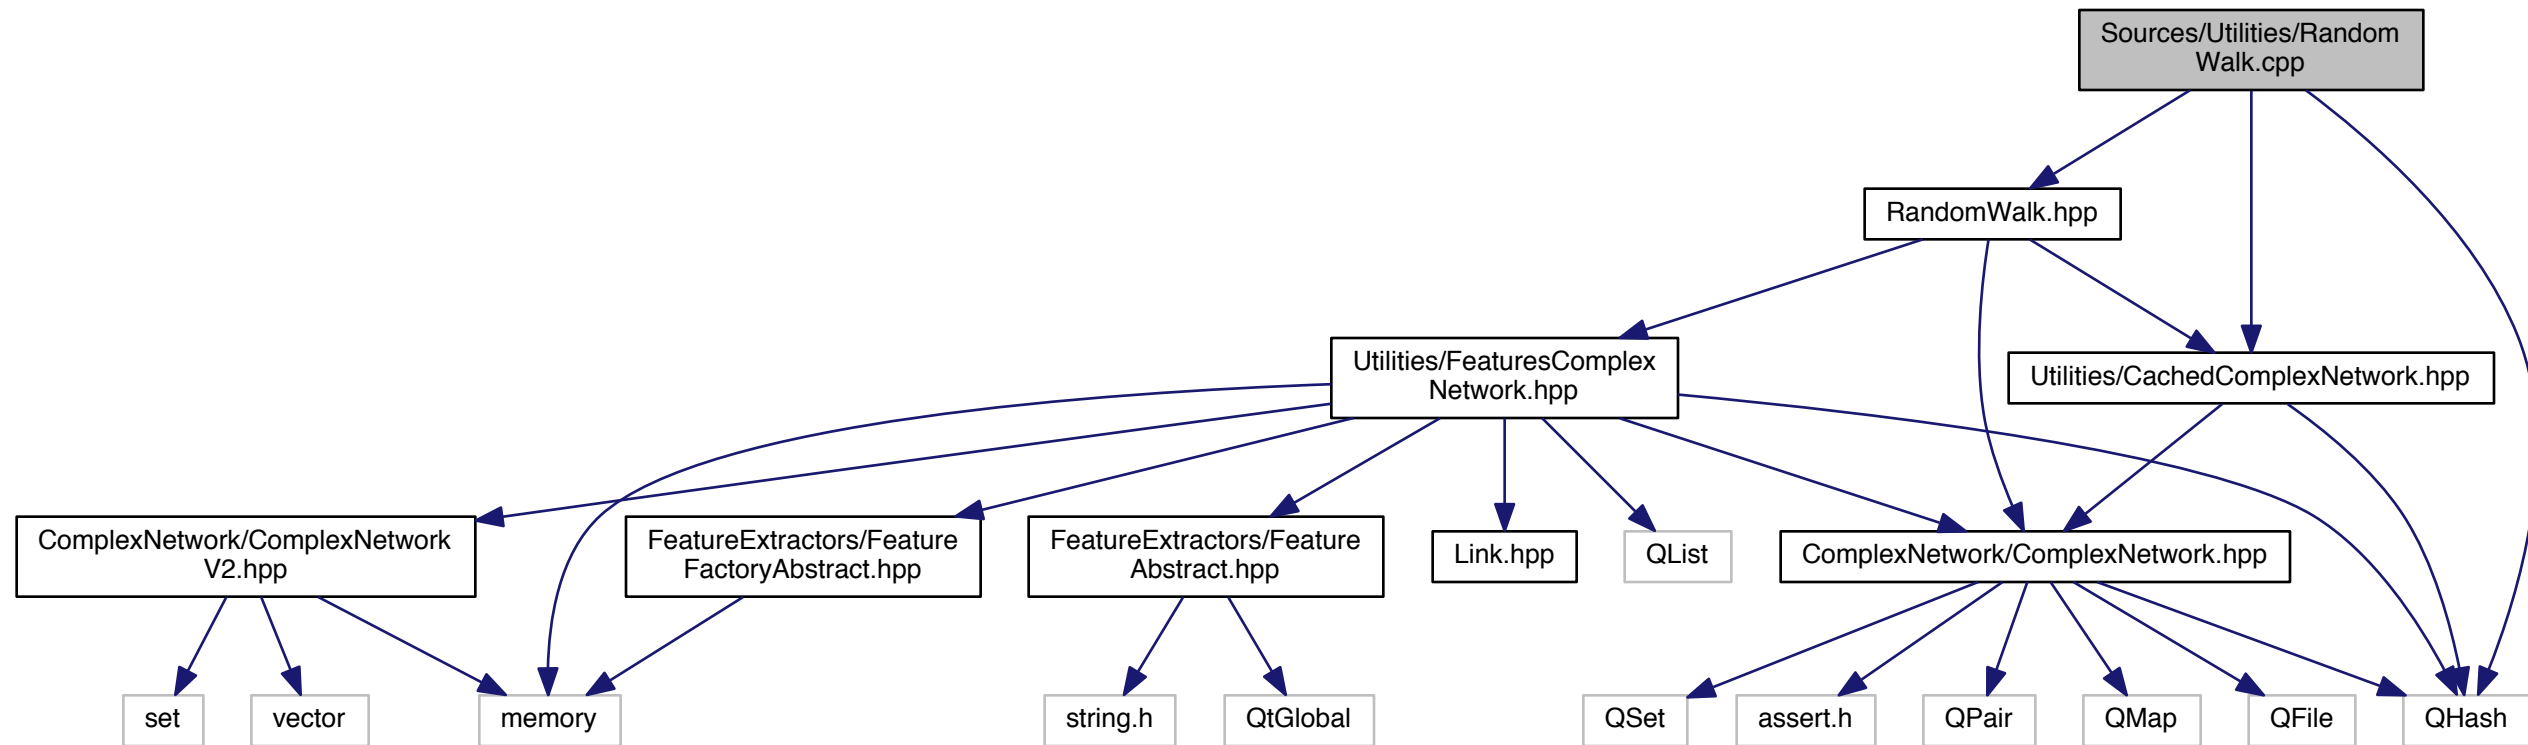 Sources/Utilities/Random
Walk.cpp
RandomWalk.hpp
Utilities/FeaturesComplex
Network.hpp
Utilities/CachedComplexNetwork.hpp
ComplexNetwork/ComplexNetwork
V2.hpp
FeatureExtractors/Feature
FactoryAbstract.hpp
FeatureExtractors/Feature
Abstract.hpp
Link.hpp
QList
ComplexNetwork/ComplexNetwork.hpp
set
vector
memory
string.h
QtGlobal
QSet
assert.h
QPair
QMap
QFile
QHash